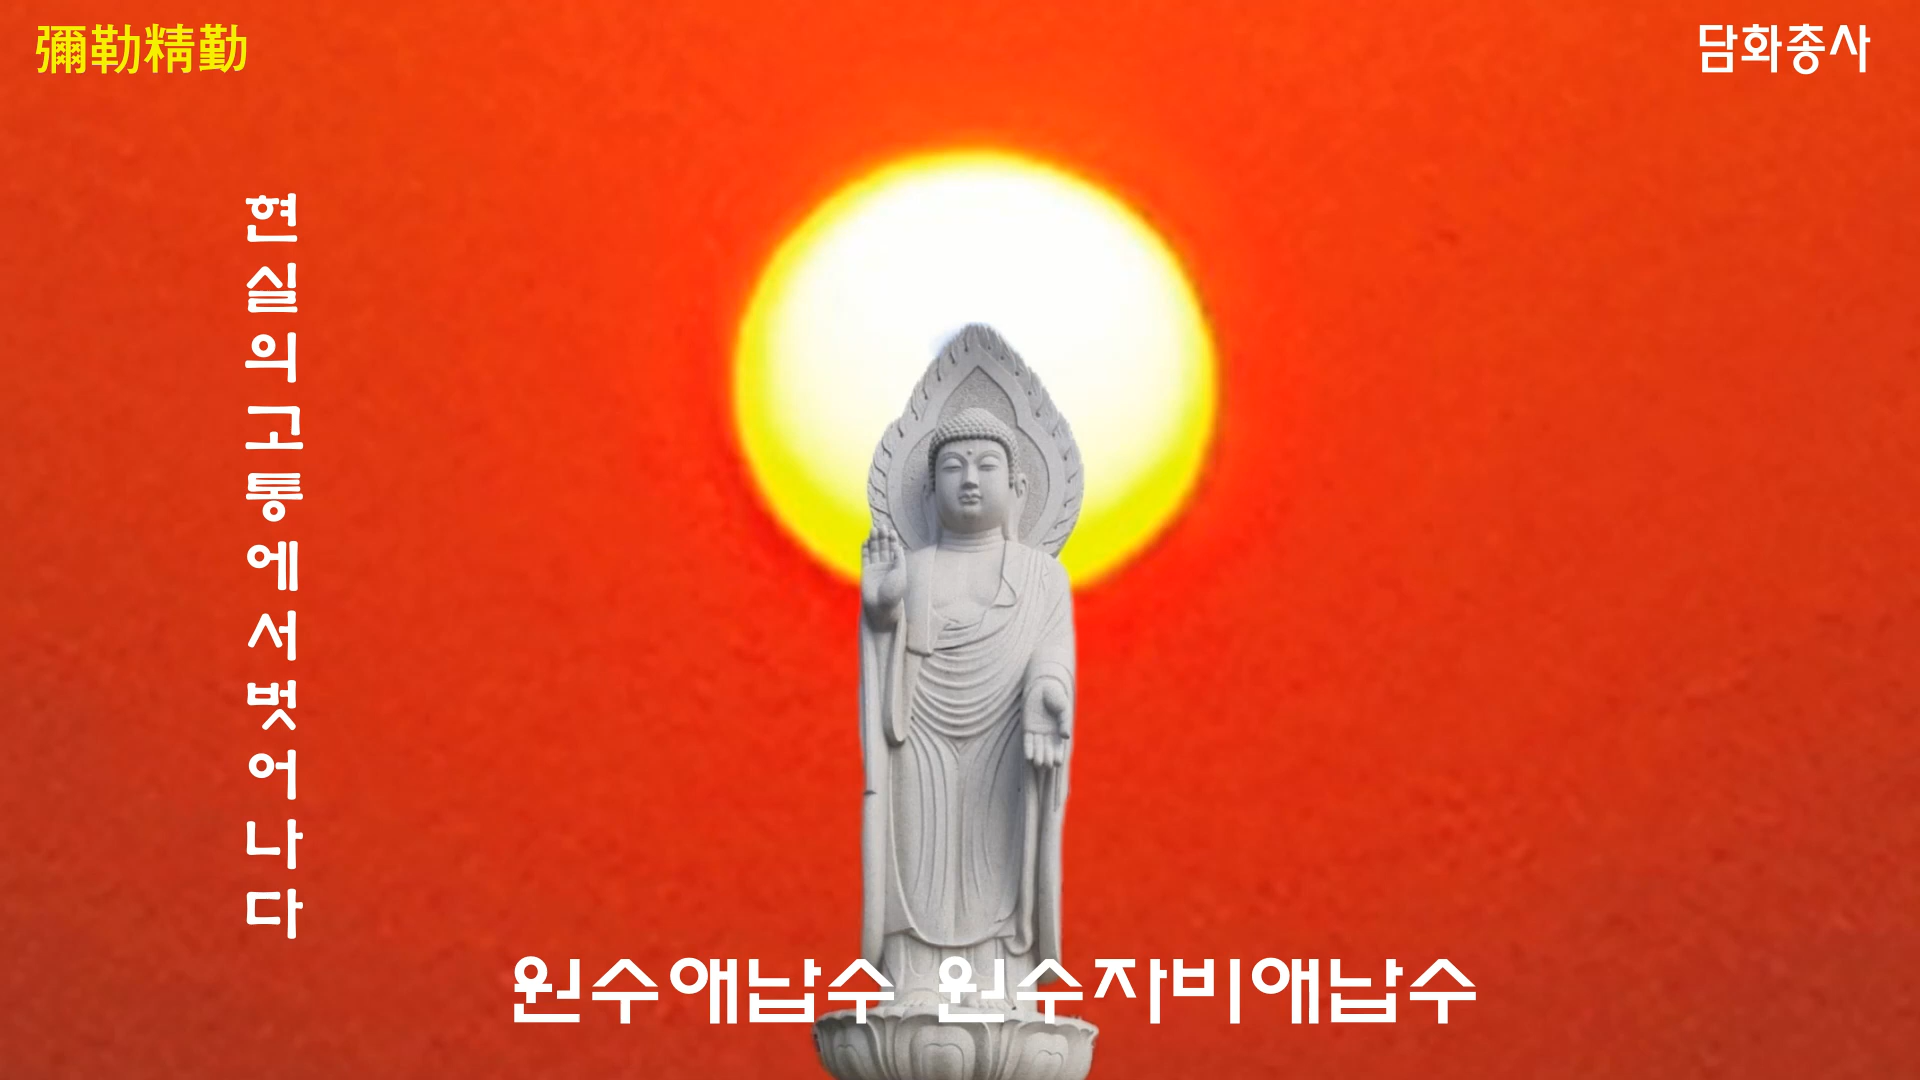 彌勒精勤
담화총사
현실의고통에서벗어나다
원수애납수 원수자비애납수